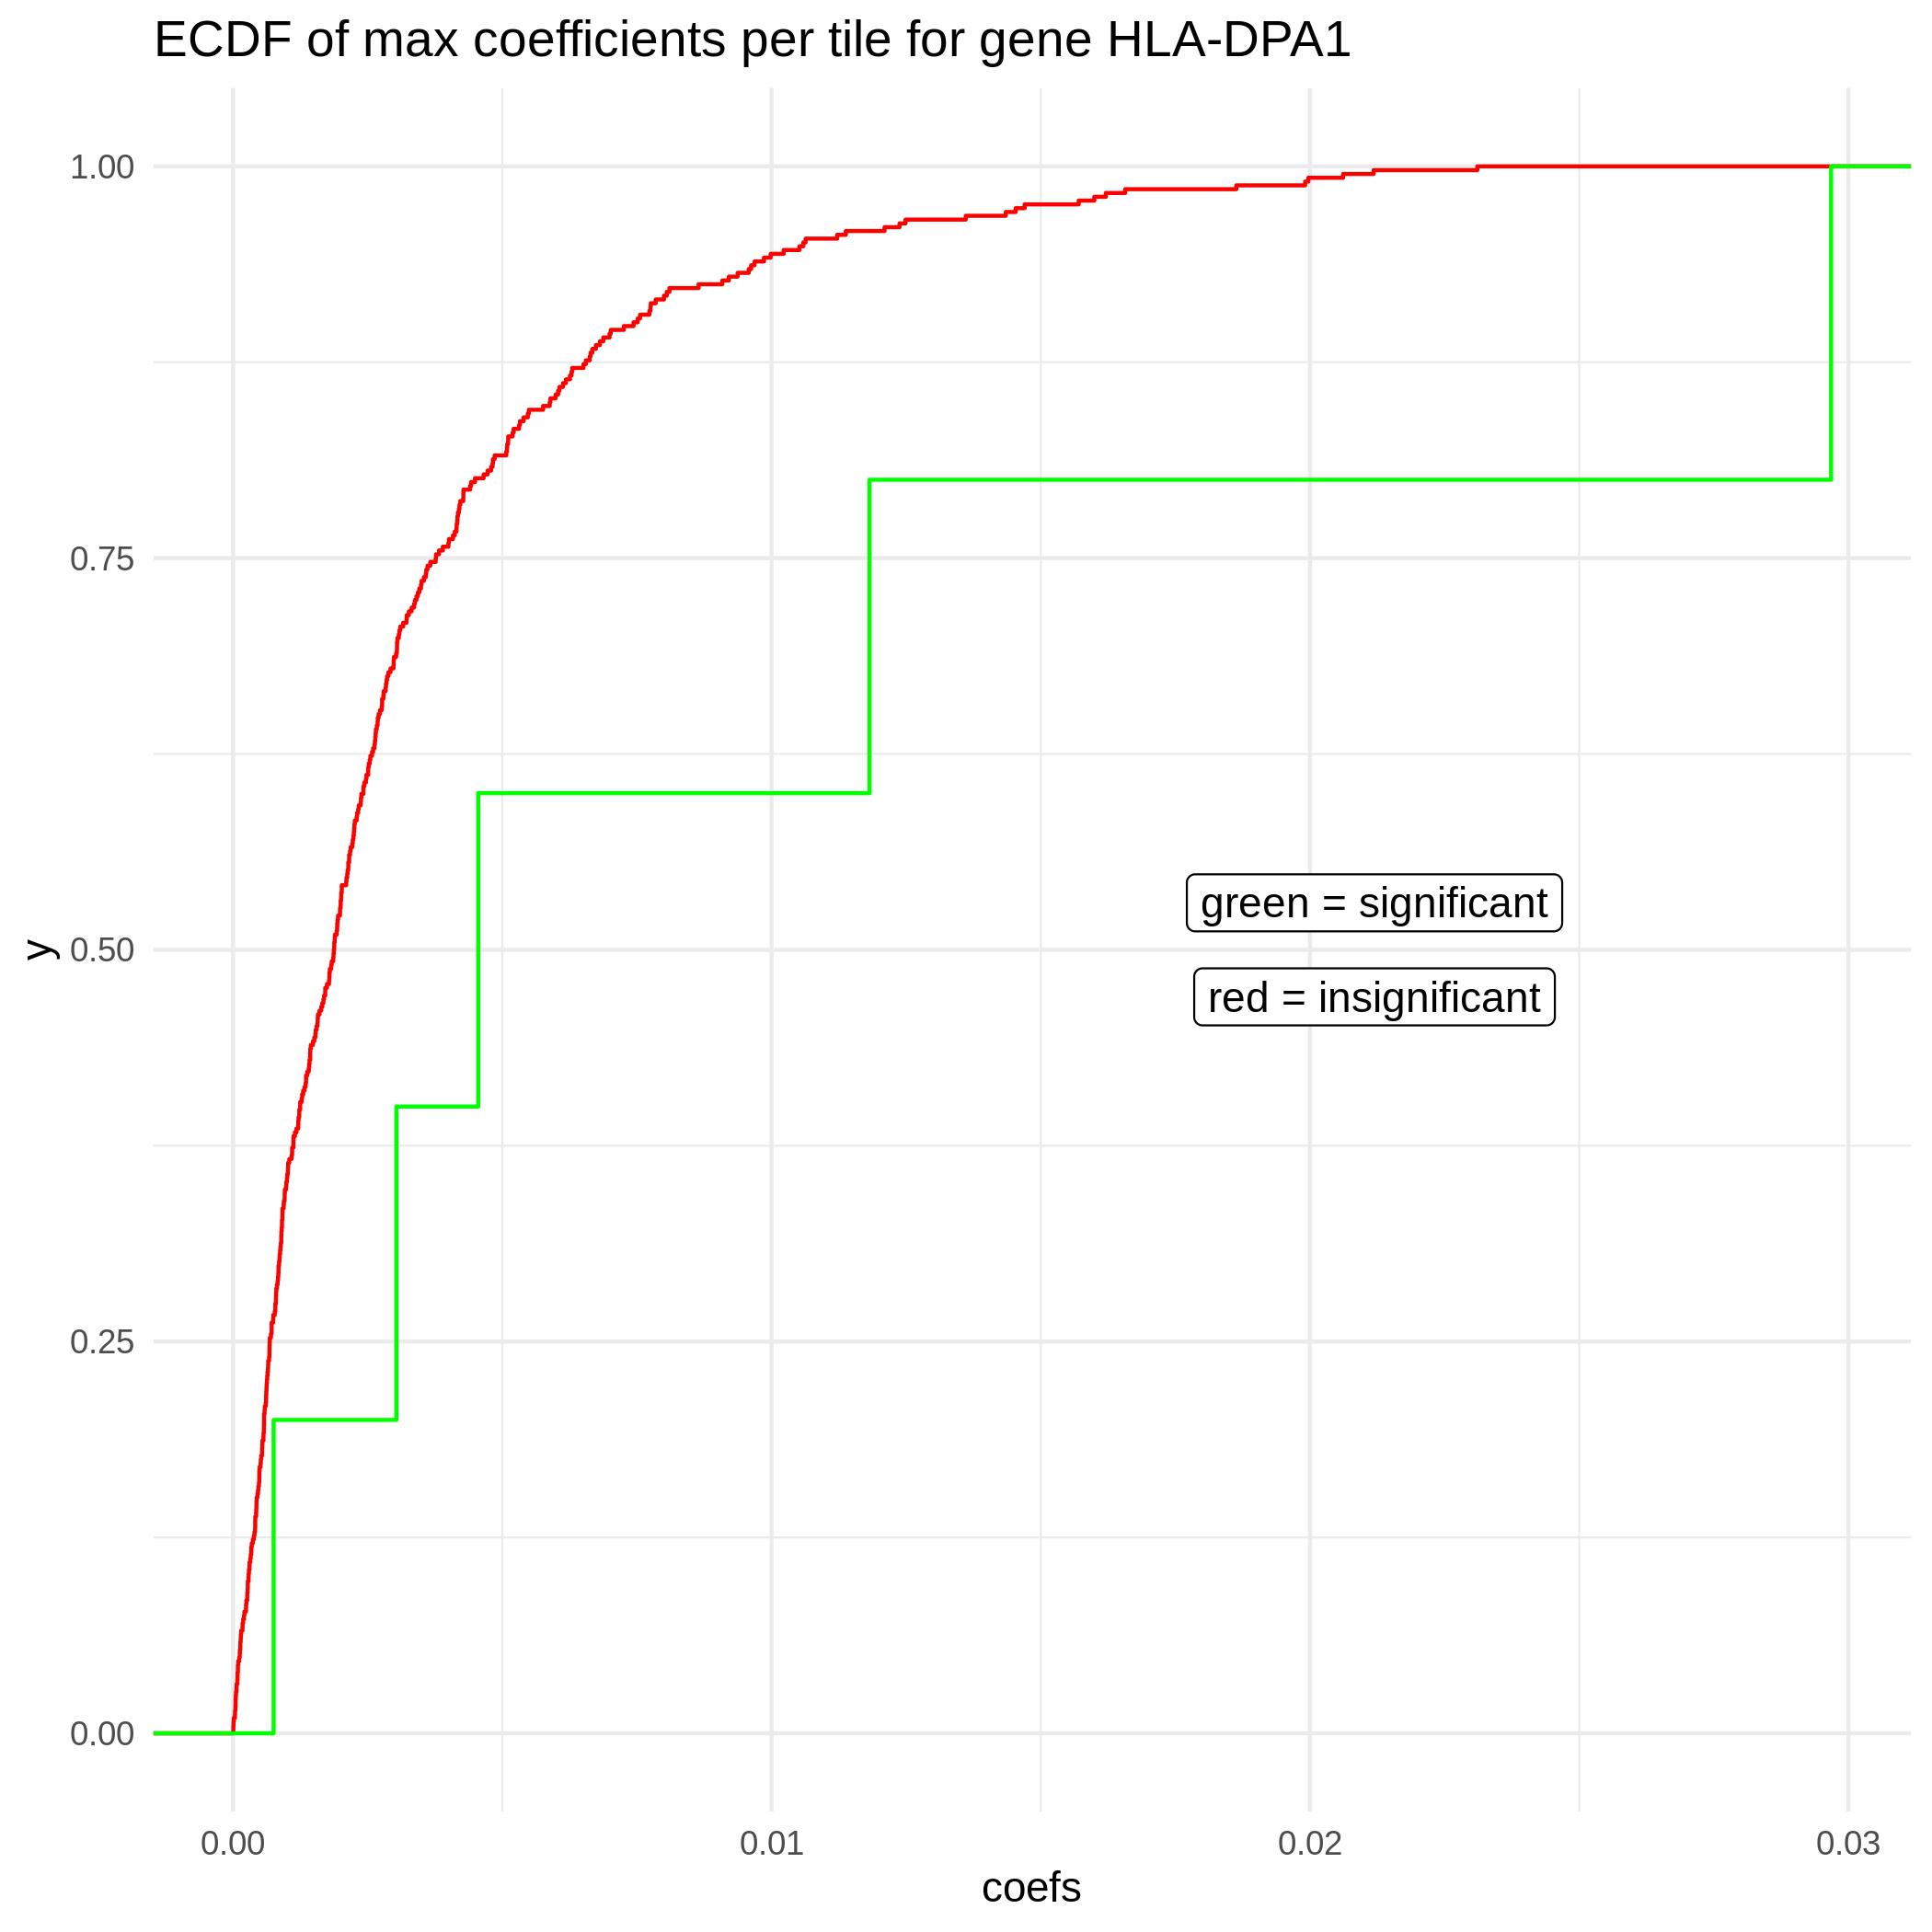 ECDF of max coefficients per tile for gene HLA-DPA1
1.00
0.75
0.50
0.25
0.00
y
green = significant
red = insignificant
0.00 0.01 0.02 0.03
coefs